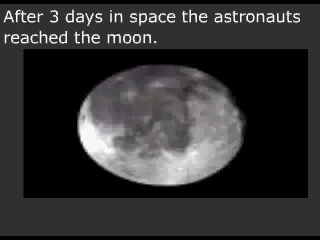 After 3 days in space the astronauts
reached the moon.